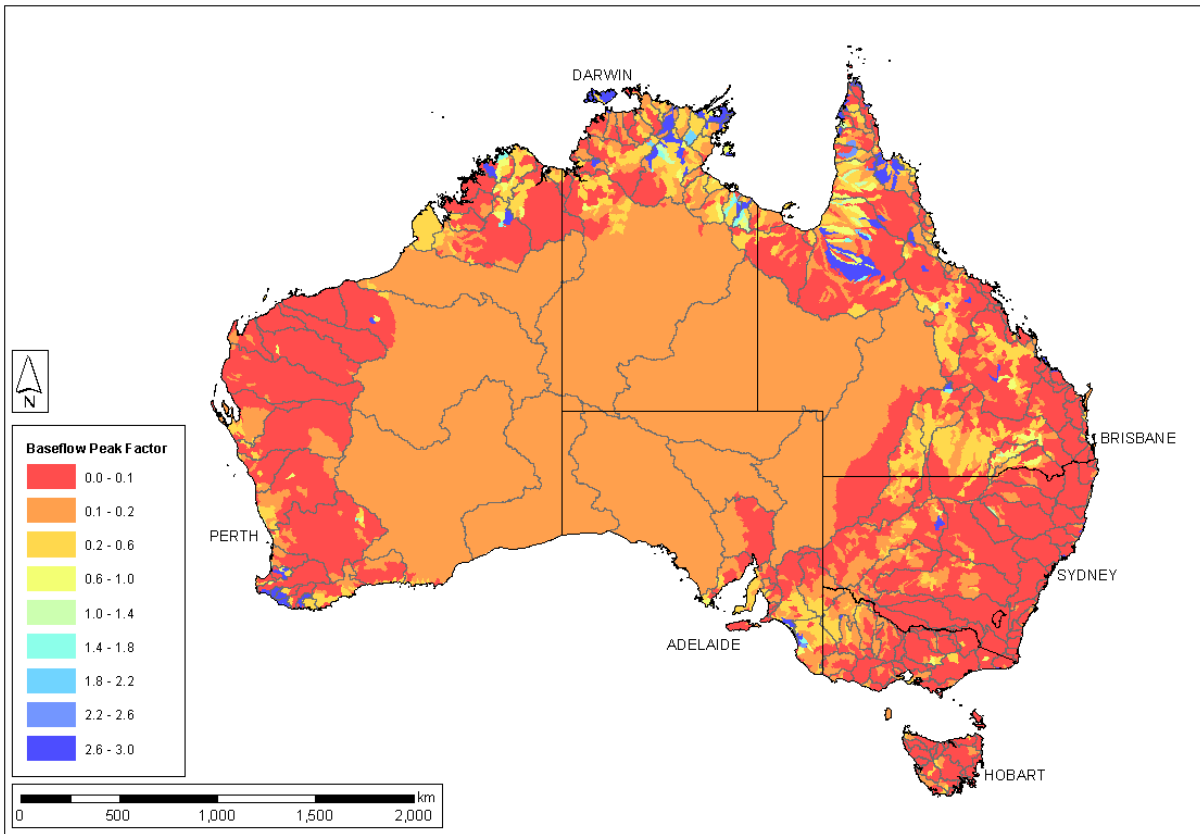 DARWIN
BRISBANE
PERTH
SYDNEY
ADELAIDE
HOBART
N
Baseflow Peak Factor
0.0 - 0.1
0.1 - 0.2
0.2 - 0.6
0.6 - 1.0
1.0 - 1.4
1.4 - 1.8
1.8 - 2.2
2.2 - 2.6
2.6 - 3.0
km
0 500 1,000 1,500 2,000